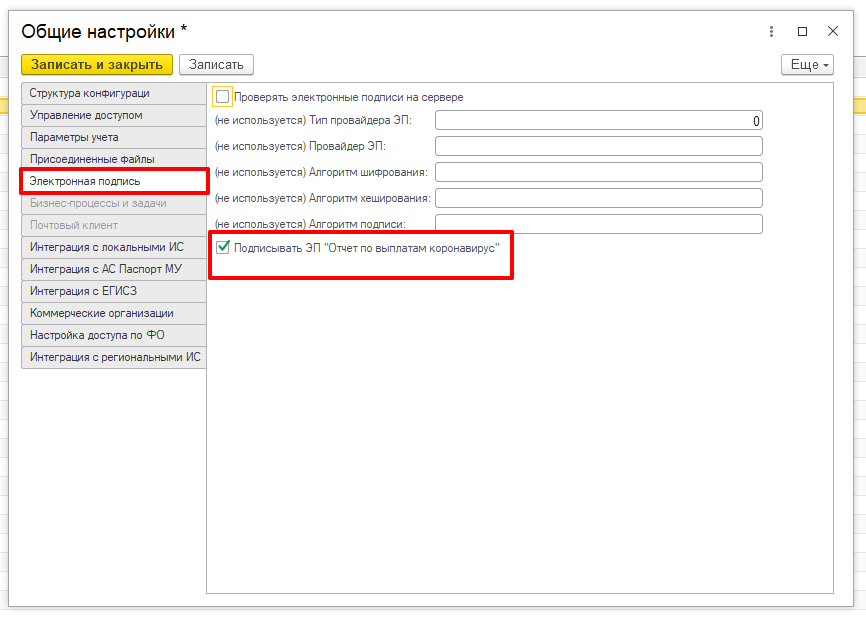 Общие настройки *
Записать и закрыть
Записать
Еще
Структура конфигураци
Управление доступом
Параметры учета
Присоединенные файлы
Электронная подпись
Бизнес-процессы и задачи
Почтовый клиент
Интеграция с локальными ИС
Интеграция с АС Паспорт МУ
Интеграция с ЕГИСЗ
Коммерческие организации
Настройка доступа по ФО
Интеграция с региональными ИС
Проверять электронные подписи на сервере
(не используется) Тип провайдера ЭП: 0
(не используется) Провайдер ЭП:
(не используется) Алгоритм шифрования:
(не используется) Алгоритм хеширования:
(не используется) Алгоритм подписи:
Подписывать ЭП "Отчет по выплатам коронавирус"